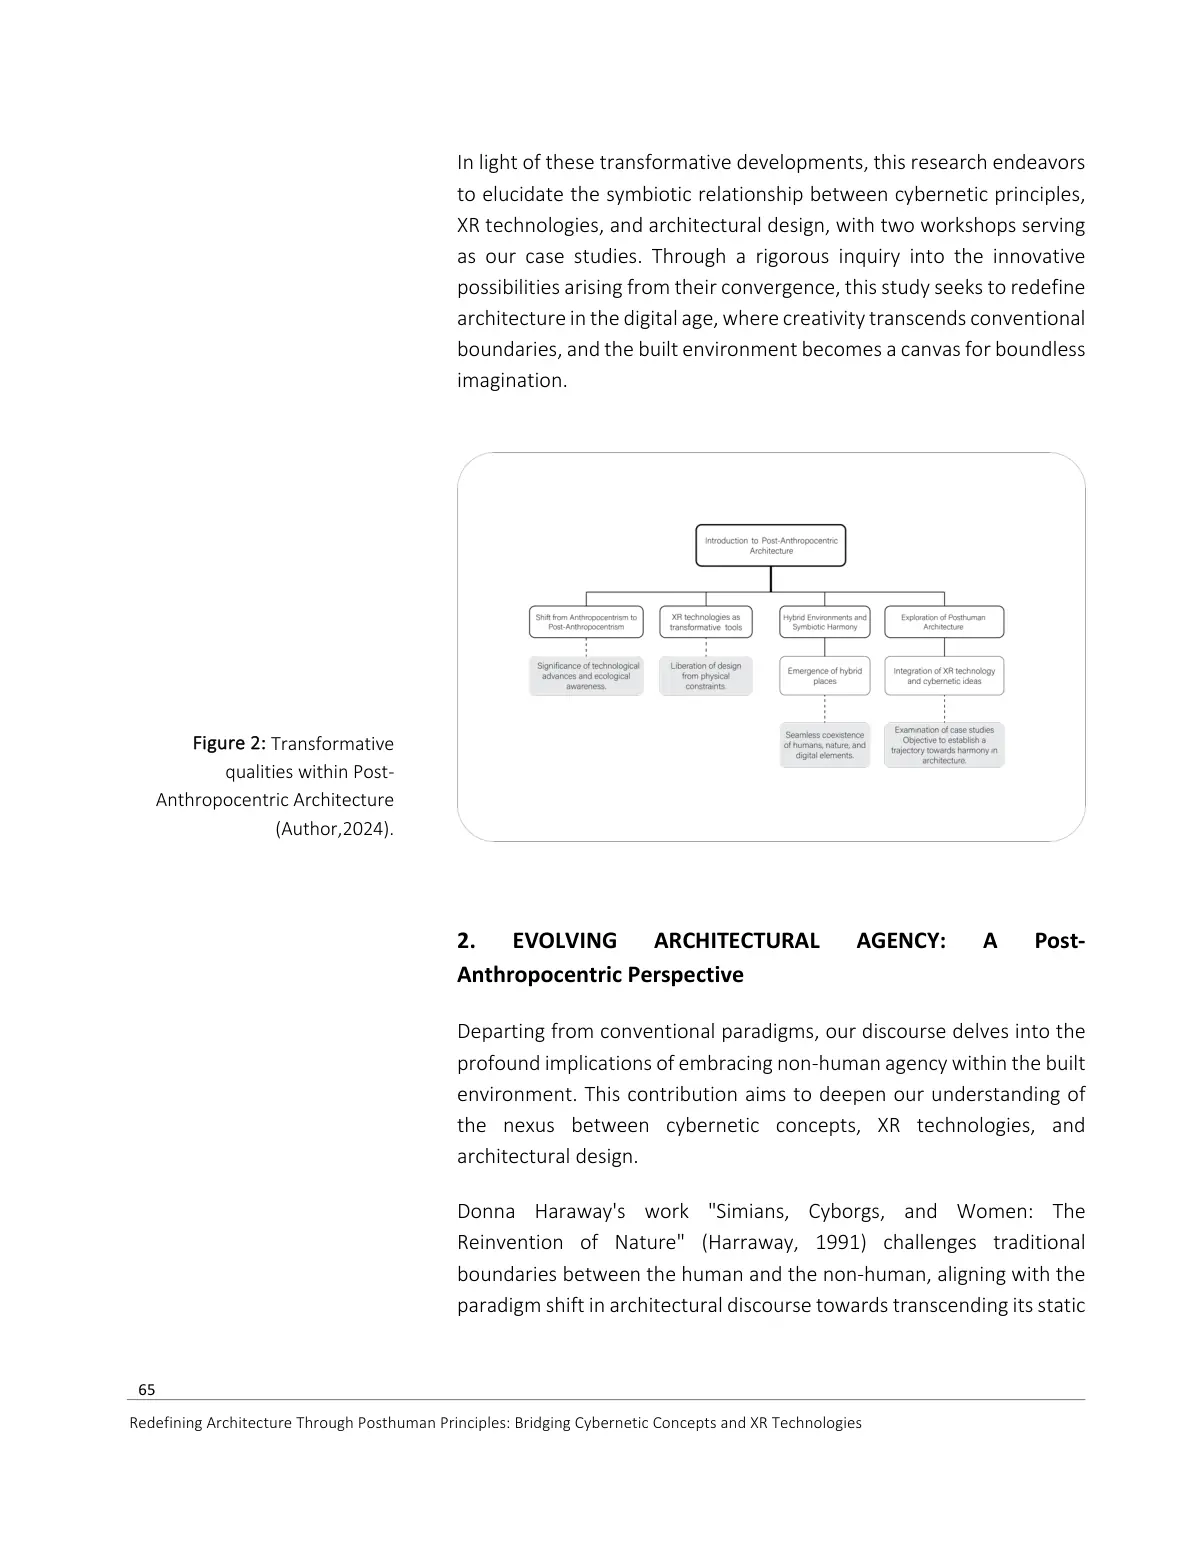 In light of these transformative developments, this research endeavors
to elucidate the symbiotic relationship between cybernetic principles,
XR technologies, and architectural design, with two workshops serving
as our case studies. Through a rigorous inquiry into the innovative
possibilities arising from their convergence, this study seeks to redefine
architecture in the digital age, where creativity transcends conventional
boundaries, and the built environment becomes a canvas for boundless
imagination.
Introduction to Post-Anthropocentric
Architecture
Shift from Anthropocentrism to
Post-Anthropocentrism
XR technologies as
transformative tools
Hybrid Environments and
Symbiotic Harmony
Exploration of Posthuman
Architecture
Significance of technological
advances and ecological
awareness.
Liberation of design
from physical
constraints.
Emergence of hybrid
places
Integration of XR technology
and cybernetic ideas
Seamless coexistence
of humans, nature, and
digital elements.
Examination of case studies
Objective to establish a
trajectory towards harmony in
architecture.
Figure 2: Transformative
qualities within Post-
Anthropocentric Architecture
(Author,2024).
2. EVOLVING ARCHITECTURAL AGENCY: A Post-
Anthropocentric Perspective
Departing from conventional paradigms, our discourse delves into the
profound implications of embracing non-human agency within the built
environment. This contribution aims to deepen our understanding of
the nexus between cybernetic concepts, XR technologies, and
architectural design.
Donna Haraway's work "Simians, Cyborgs, and Women: The
Reinvention of Nature" (Harraway, 1991) challenges traditional
boundaries between the human and the non-human, aligning with the
paradigm shift in architectural discourse towards transcending its static
65
Redefining Architecture Through Posthuman Principles: Bridging Cybernetic Concepts and XR Technologies